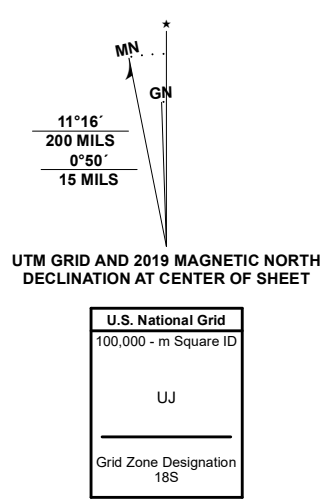 MN
GN
11°16´
200 MILS
0°50´
15 MILS
UTM GRID AND 2019 MAGNETIC NORTH
DECLINATION AT CENTER OF SHEET
U.S. National Grid
100,000 - m Square ID
UJ
Grid Zone Designation
18S